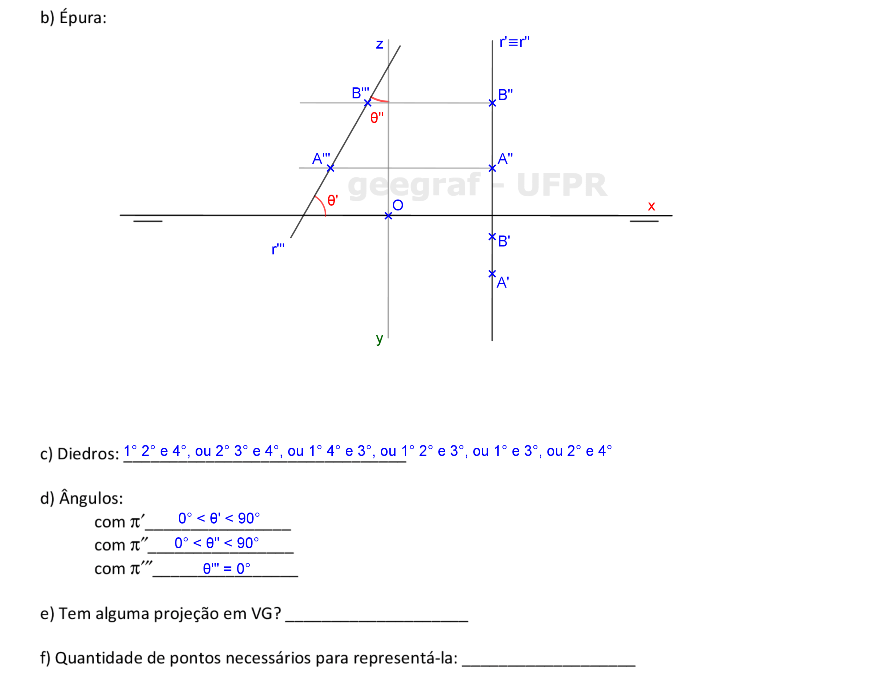 b) Épura:
z
r'≡r"
B'"
B"
θ"
A'"
A"
geegraf - UFPR
θ'
O
x
r'"
B'
A'
y
c) Diedros: 1° 2° e 4°, ou 2° 3° e 4°, ou 1° 4° e 3°, ou 1° 2° e 3°, ou 1° e 3°, ou 2° e 4°
d) Ângulos:
com π′ 0° < θ' < 90°
com π″ 0° < θ" < 90°
com π‴ θ'" = 0°
e) Tem alguma projeção em VG? ____________________
f) Quantidade de pontos necessários para representá-la: ___________________